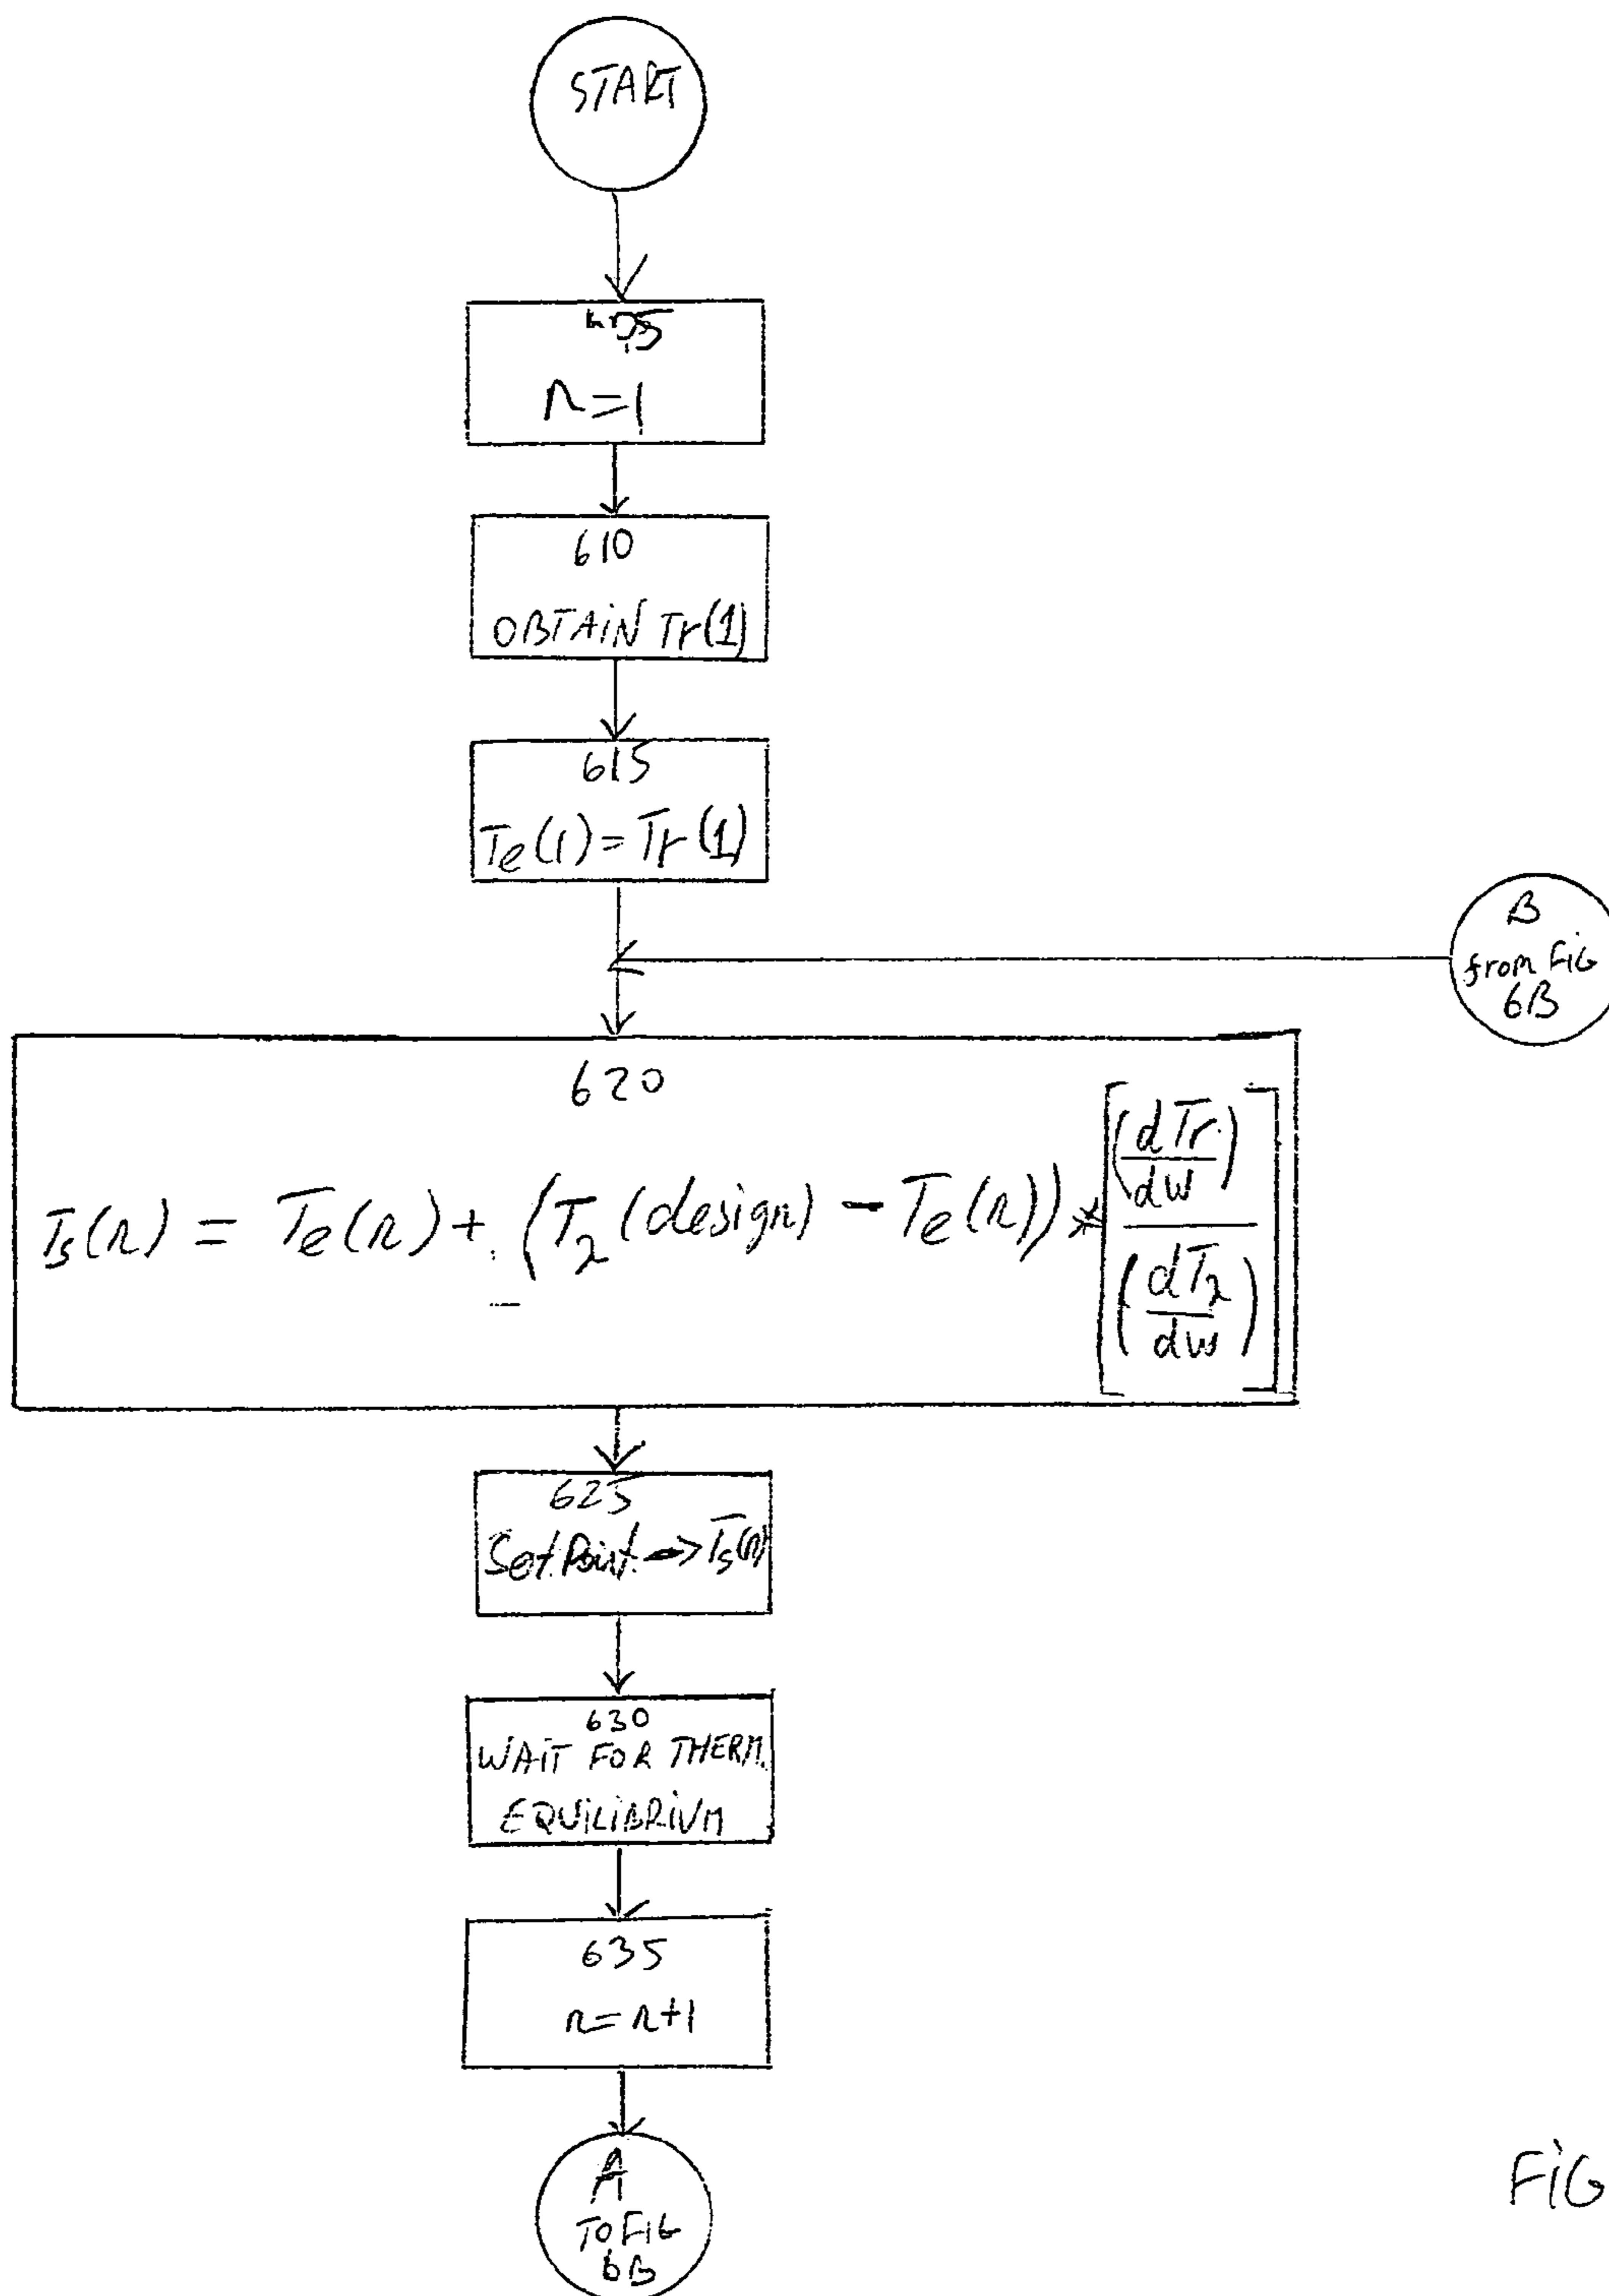 START
n=1
610
OBTAIN Tr(1)
615
Te(1)=Tr(1)
B
from FiG
6B
620
Ts(n) = Te(n) + (T2(design) - Te(n)) * [(dTr/dw)/(dT2/dw)]
625
Set Point -> Ts(n)
630
WAiT FOR THERM.
EQUiLiBRiUM
635
n=n+1
A
TO FiG
6B
FiG